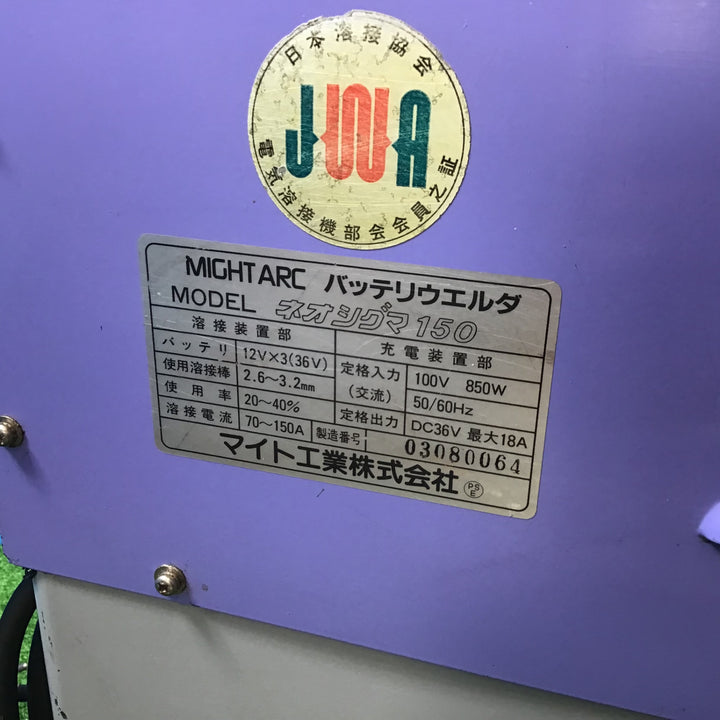 日本溶接協会
JWA
電気溶接機部会会員之証
MIGHT ARC バッテリウエルダ
MODEL ネオシグマ150
溶接装置部
バッテリ 12V×3(36V)
使用溶接棒 2.6～3.2mm
使用率 20～40%
溶接電流 70～150A
充電装置部
定格入力 100V 850W
(交流) 50/60Hz
定格出力 DC36V 最大18A
製造番号 03080064
マイト工業株式会社 PSE